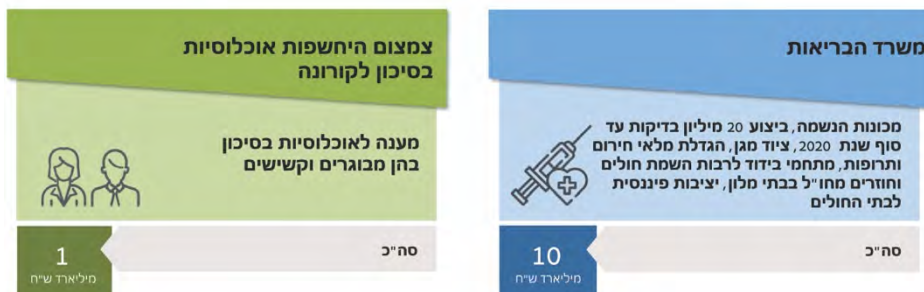 משרד הבריאות
מכונות הנשמה, ביצוע 20 מיליון בדיקות עד
סוף שנת 2020, ציוד מגן, הגדלת מלאי חירום
ותרופות, מתחמי בידוד לרבות השמת חולים
וחוזרים מחו"ל בבתי מלון, יציבות פיננסית
לבתי החולים
סה"כ
10
מיליארד ש"ח
צמצום היחשפות אוכלוסיות
בסיכון לקורונה
מענה לאוכלוסיות בסיכון
בהן מבוגרים וקשישים
סה"כ
1
מיליארד ש"ח